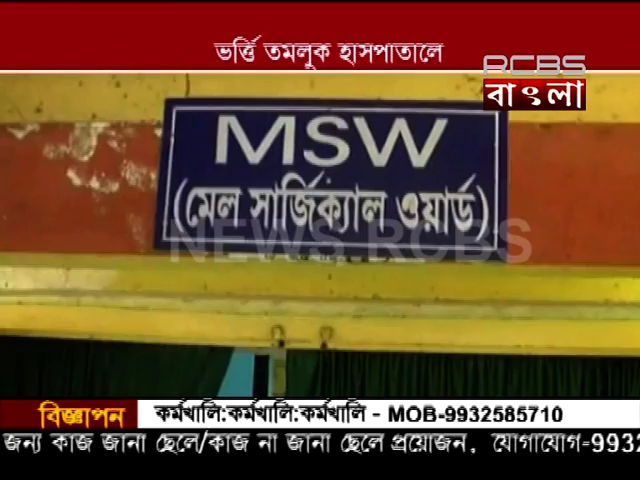 ভর্ত্তি তমলুক হাসপাতালে
RCBS
বাংলা
MSW
(মেল সার্জিক্যাল ওয়ার্ড)
NEWS RCBS
বিজ্ঞাপন
কর্মখালি:কর্মখালি:কর্মখালি - MOB-9932585710
জন্য কাজ জানা ছেলে/কাজ না জানা ছেলে প্রয়োজন, যোগাযোগ-9932